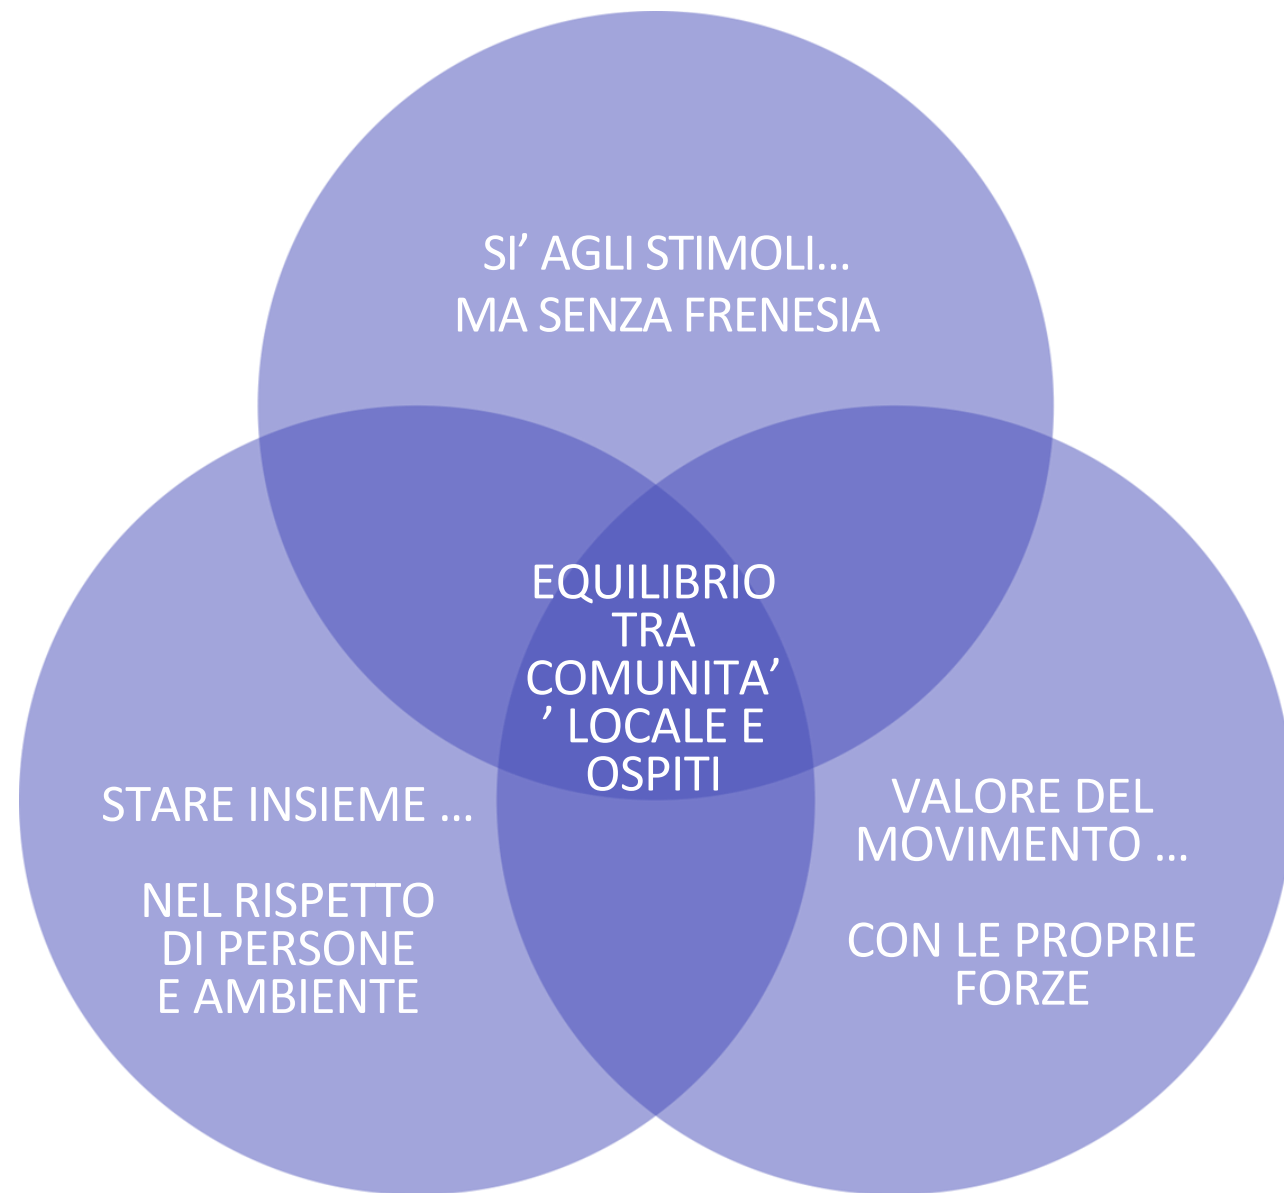 SI’ AGLI STIMOLI...
MA SENZA FRENESIA
EQUILIBRIO
TRA
COMUNITA’
’ LOCALE E
OSPITI
STARE INSIEME ...
NEL RISPETTO
DI PERSONE
E AMBIENTE
VALORE DEL
MOVIMENTO ...
CON LE PROPRIE
FORZE